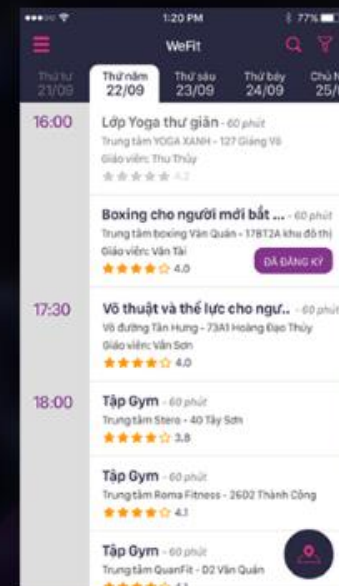 1:20 PM
77%
WeFit
Thứ tư
21/09
Thứ năm
22/09
Thứ sáu
23/09
Thứ bảy
24/09
Chủ N
25/
16:00
Lớp Yoga thư giãn - 60 phút
Trung tâm YOGA XANH - 127 Giảng Võ
Giáo viên: Thu Thủy
4.2
Boxing cho người mới bắt ... - 60 phút
Trung tâm boxing Văn Quán - 17BT2A khu đô thị
Giáo viên: Văn Tài
4.0
ĐÃ ĐĂNG KÝ
17:30
Võ thuật và thể lực cho ngư.. - 60 phút
Võ đường Tân Hưng - 73A1 Hoàng Đạo Thúy
Giáo viên: Văn Sơn
4.0
18:00
Tập Gym - 60 phút
Trung tâm Stero - 40 Tây Sơn
3.8
Tập Gym - 60 phút
Trung tâm Roma Fitness - 26D2 Thành Công
4.1
Tập Gym - 60 phút
Trung tâm QuanFit - D2 Văn Quán